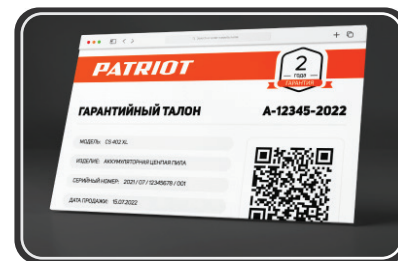 PATRIOT
2
ГОДА
ГАРАНТИЯ
ГАРАНТИЙНЫЙ ТАЛОН
A-12345-2022
МОДЕЛЬ: CS 402 XL
ИЗДЕЛИЕ: АККУМУЛЯТОРНАЯ ЦЕПНАЯ ПИЛА
СЕРИЙНЫЙ НОМЕР: 2021 / 07 / 12345678 / 001
ДАТА ПРОДАЖИ: 15.07.2022